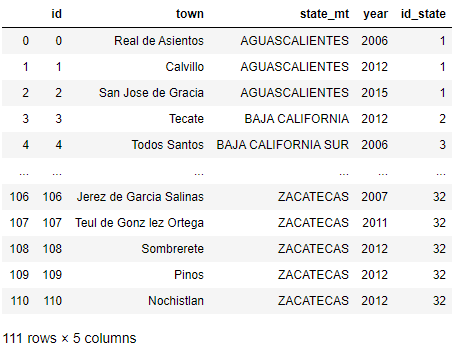 id town state_mt year id_state
0 0 Real de Asientos AGUASCALIENTES 2006 1
1 1 Calvillo AGUASCALIENTES 2012 1
2 2 San Jose de Gracia AGUASCALIENTES 2015 1
3 3 Tecate BAJA CALIFORNIA 2012 2
4 4 Todos Santos BAJA CALIFORNIA SUR 2006 3
... ... ... ... ... ...
106 106 Jerez de Garcia Salinas ZACATECAS 2007 32
107 107 Teul de Gonz lez Ortega ZACATECAS 2011 32
108 108 Sombrerete ZACATECAS 2012 32
109 109 Pinos ZACATECAS 2012 32
110 110 Nochistlan ZACATECAS 2012 32
111 rows × 5 columns